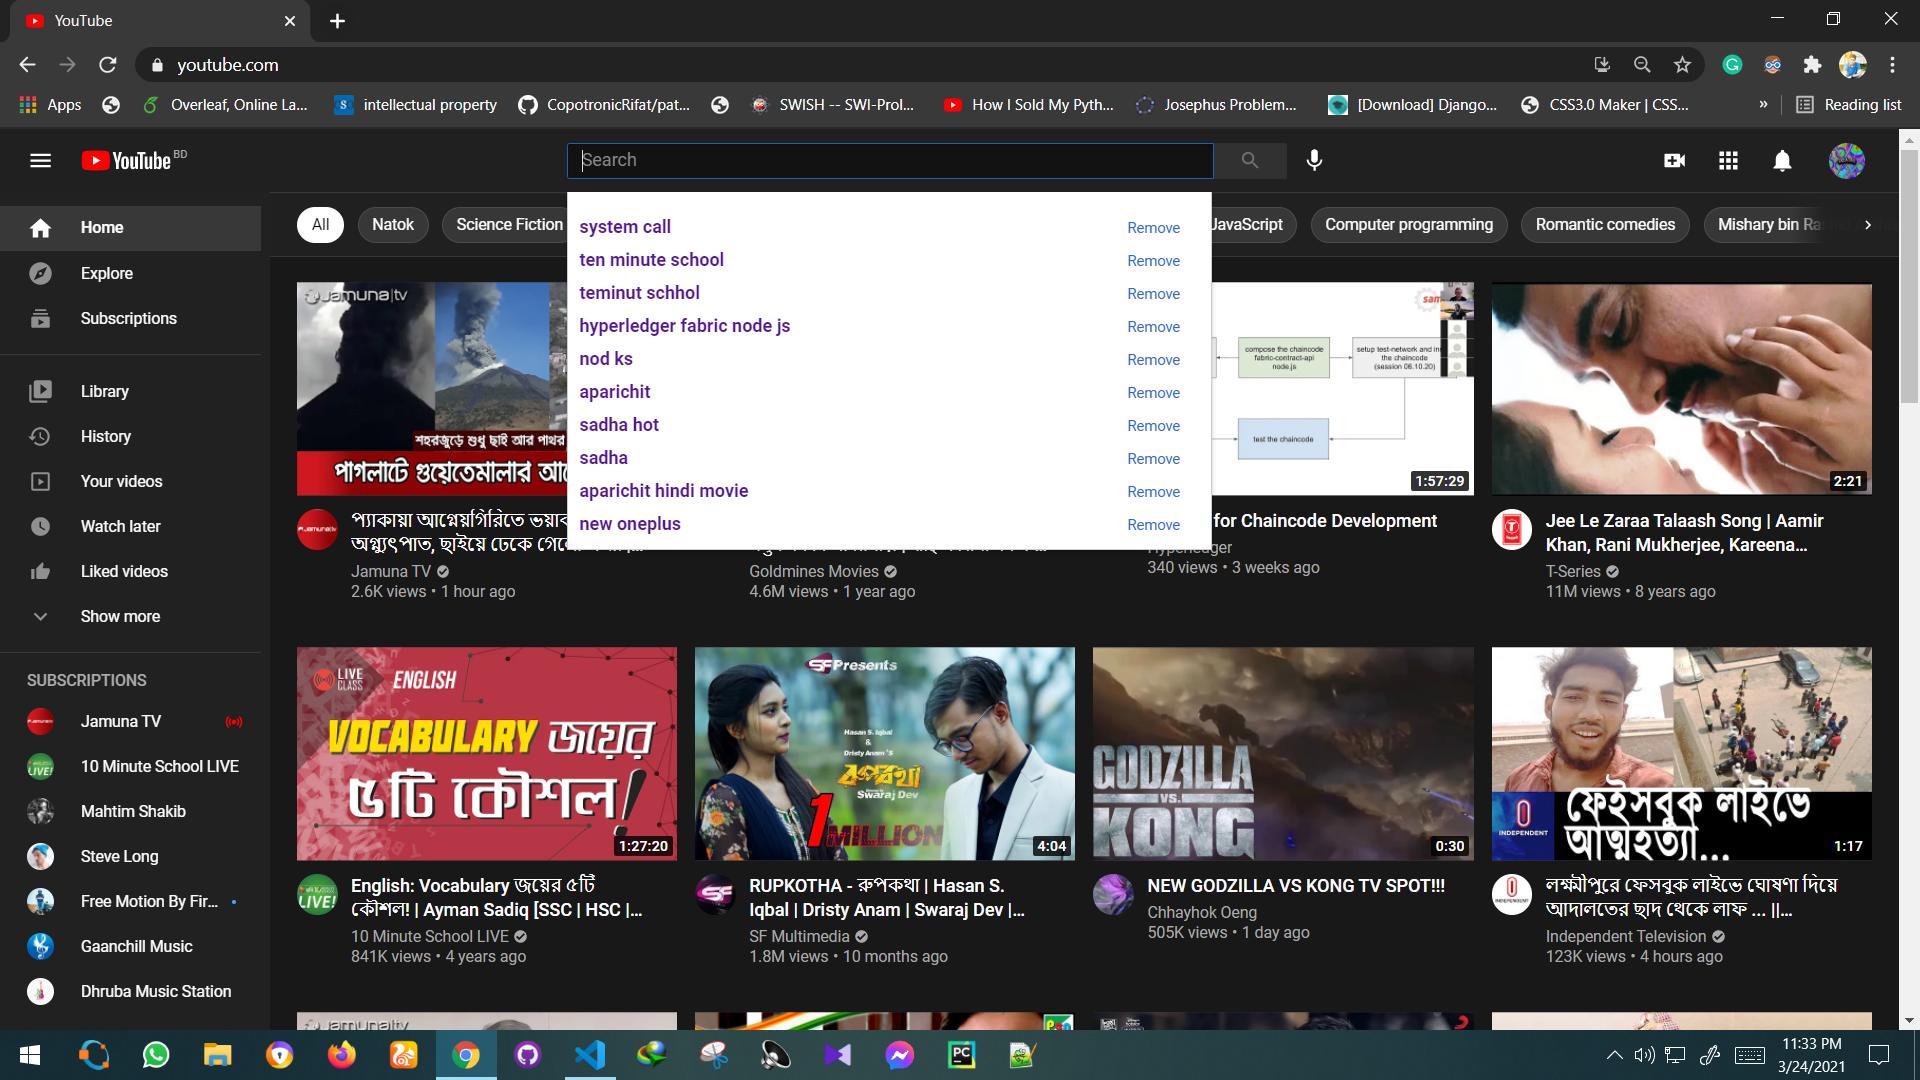 YouTube
youtube.com
Apps
Overleaf, Online La...
intellectual property
CopotronicRifat/pat...
SWISH -- SWI-Prol...
How I Sold My Pyth...
Josephus Problem...
[Download] Django...
CSS3.0 Maker | CSS...
»
Reading list
YouTube BD
Search
Home
Explore
Subscriptions
Library
History
Your videos
Watch later
Liked videos
Show more
SUBSCRIPTIONS
Jamuna TV
10 Minute School LIVE
Mahtim Shakib
Steve Long
Free Motion By Fir...
Gaanchill Music
Dhruba Music Station
All
Natok
Science Fiction
JavaScript
Computer programming
Romantic comedies
Mishary bin
system call Remove
ten minute school Remove
teminut schhol Remove
hyperledger fabric node js Remove
nod ks Remove
aparichit Remove
sadha hot Remove
sadha Remove
aparichit hindi movie Remove
new oneplus Remove
Jamuna|tv
শহরজুড়ে শুধু ছাই আর পাথর
পাগলাটে গুয়েতেমালার
প্যাকায়া আগ্নেয়গিরিতে
অগ্ন্যুৎপাত, ছাইয়ে ঢেকে
Jamuna TV
2.6K views • 1 hour ago
Goldmines Movies
4.6M views • 1 year ago
sam
compose the chaincode
fabric-contract-api
node.js
setup test-network and in
the chaincode
(session 06.10.20)
test the chaincode
1:57:29
for Chaincode Development
Hyperledger
340 views • 3 weeks ago
2:21
Jee Le Zaraa Talaash Song | Aamir
Khan, Rani Mukherjee, Kareena...
T-Series
11M views • 8 years ago
LIVE
CLASS
ENGLISH
VOCABULARY জয়ের
৫টি কৌশল!
1:27:20
English: Vocabulary জয়ের ৫টি
কৌশল! | Ayman Sadiq [SSC | HSC |...
10 Minute School LIVE
841K views • 4 years ago
SF Presents
Hasan S. Iqbal
&
Dristy Anam 'S
রূপকথা
Swaraj Dev
1 MILLION
4:04
RUPKOTHA - রুপকথা | Hasan S.
Iqbal | Dristy Anam | Swaraj Dev |...
SF Multimedia
1.8M views • 10 months ago
GODZILLA
VS.
KONG
0:30
NEW GODZILLA VS KONG TV SPOT!!!
Chhayhok Oeng
505K views • 1 day ago
INDEPENDENT
ফেইসবুক লাইভে
আত্মহত্যা...
1:17
লক্ষ্মীপুরে ফেসবুক লাইভে ঘোষণা দিয়ে
আদালতের ছাদ থেকে লাফ ... ||...
Independent Television
123K views • 4 hours ago
Jamuna|tv
11:33 PM
3/24/2021